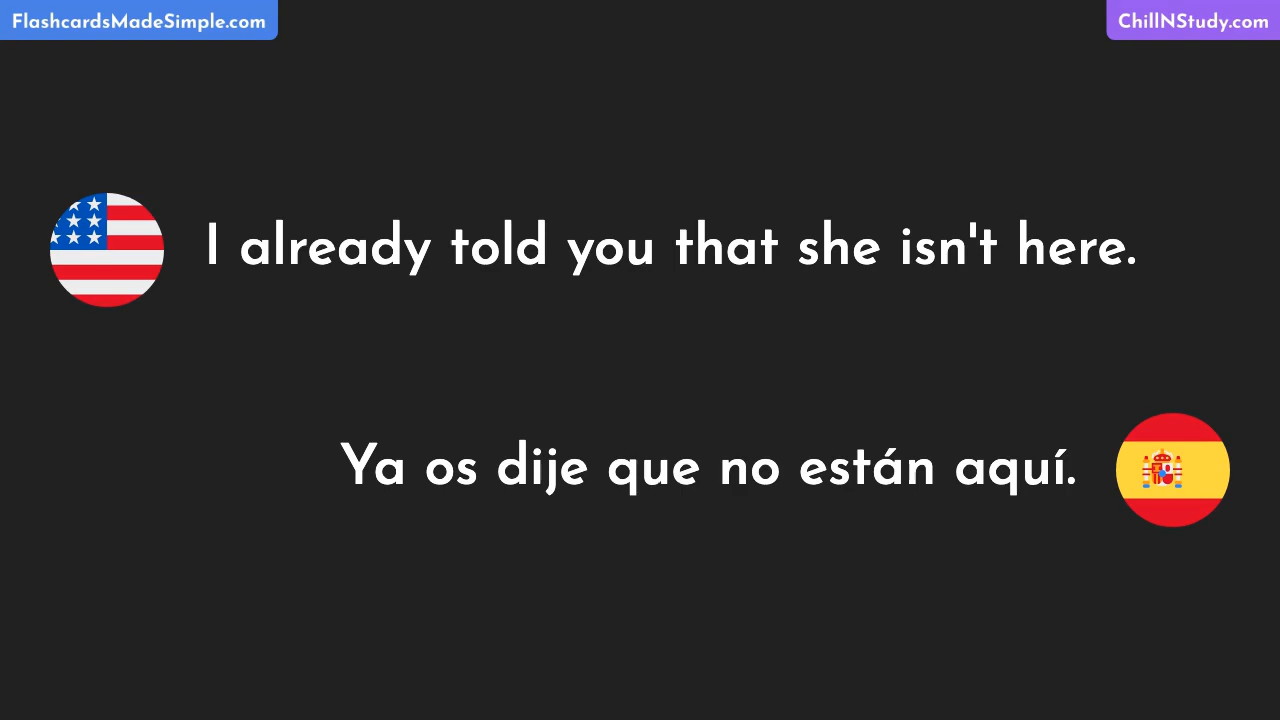 FlashcardsMadeSimple.com
ChillNStudy.com
I already told you that she isn't here.
Ya os dije que no están aquí.